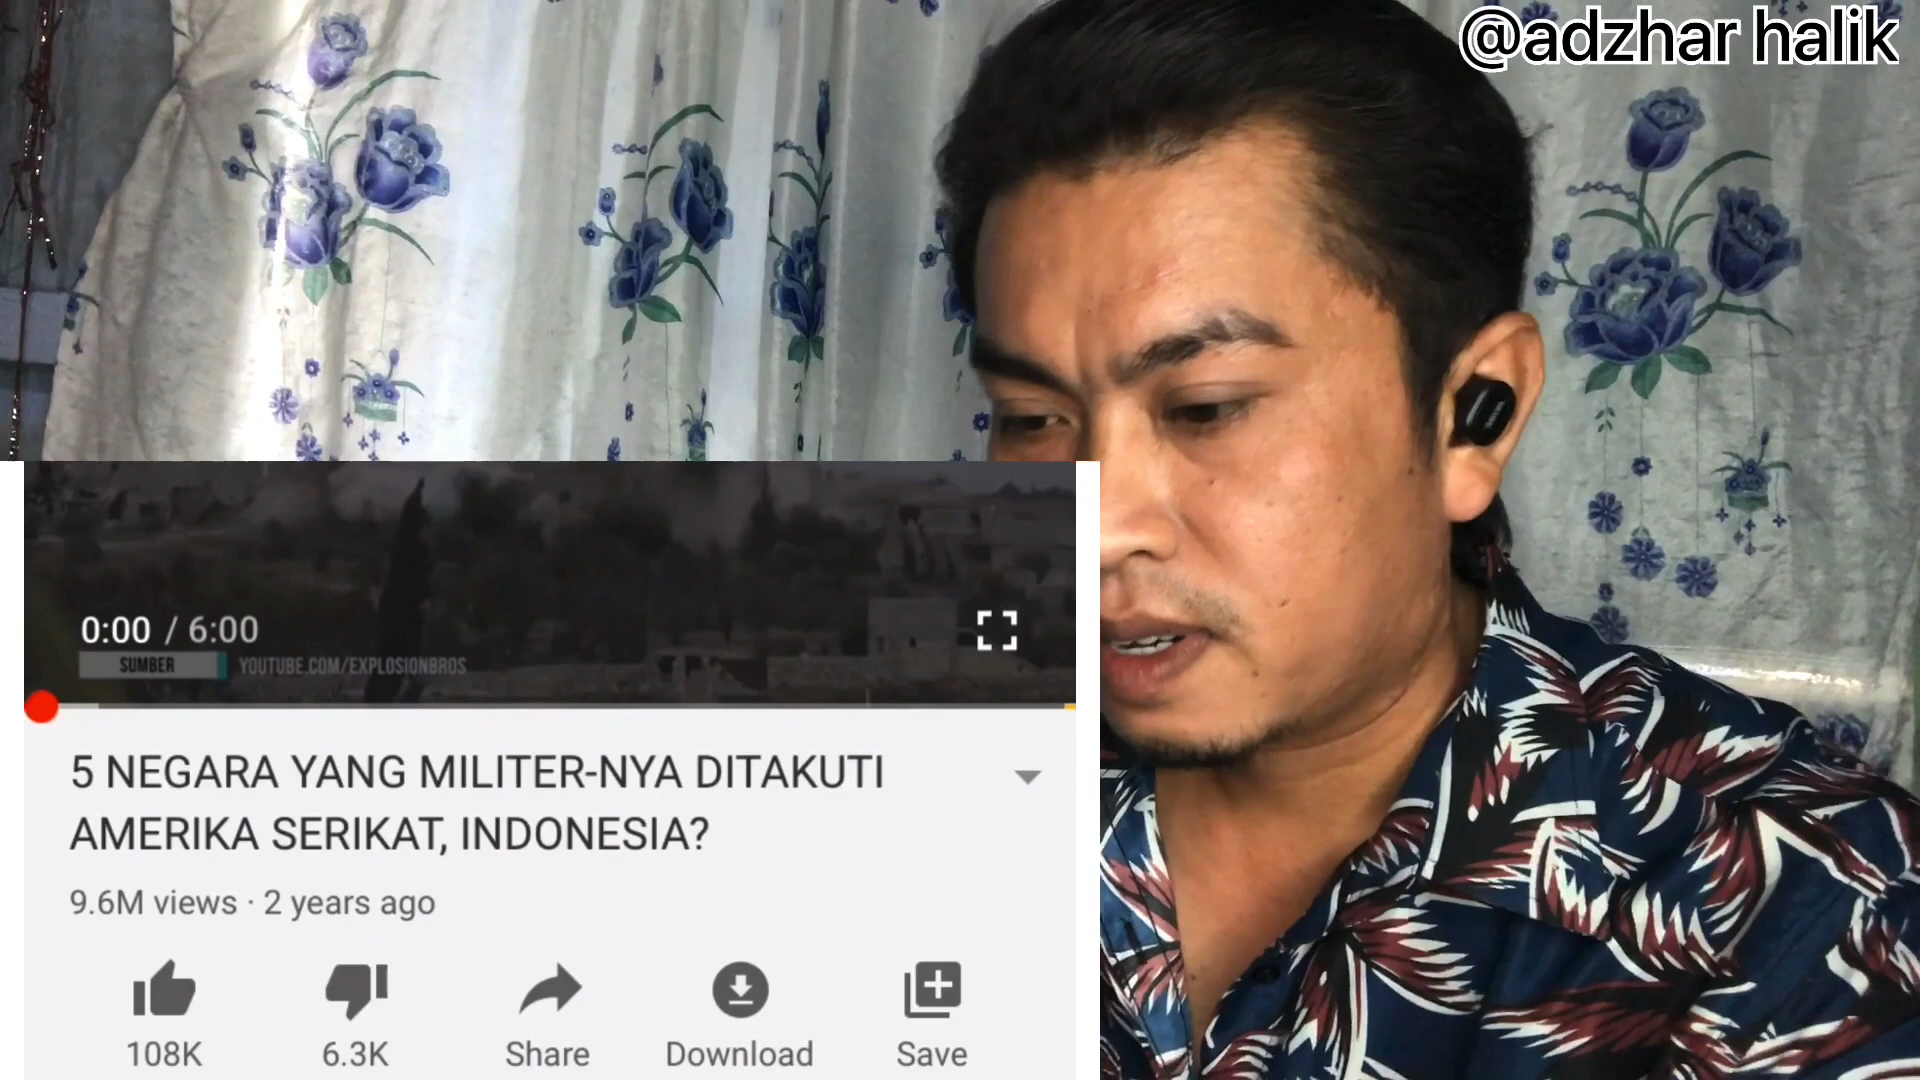 @adzhar halik
0:00 / 6:00
SUMBER YOUTUBE.COM/EXPLOSIONBROS
5 NEGARA YANG MILITER-NYA DITAKUTI
AMERIKA SERIKAT, INDONESIA?
9.6M views · 2 years ago
108K 6.3K Share Download Save